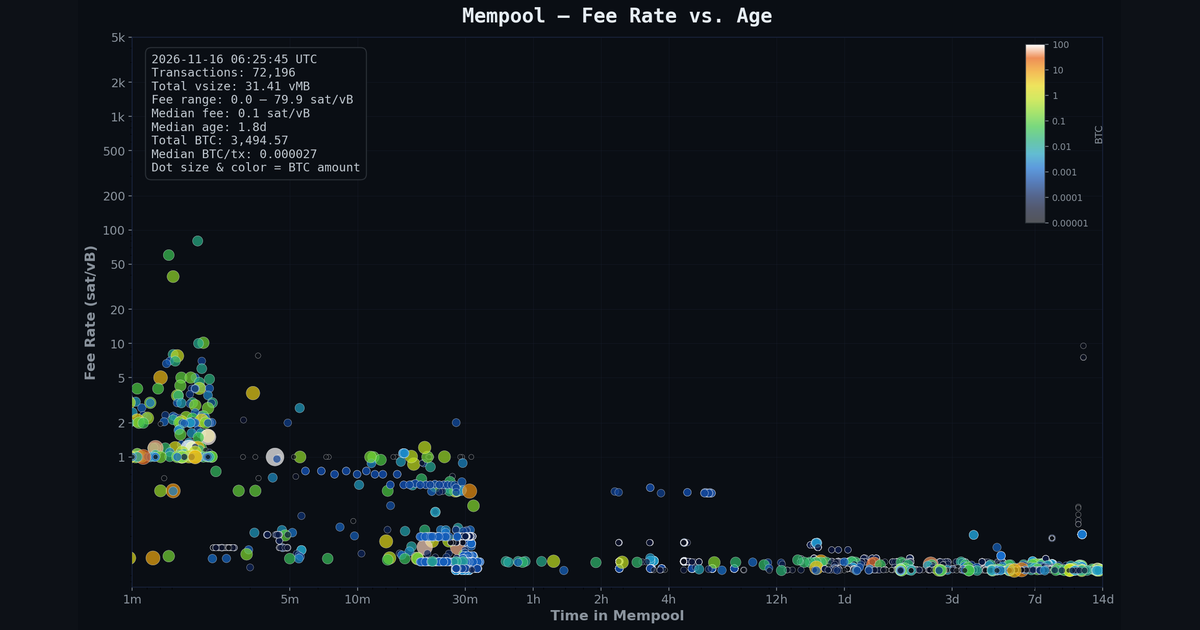 Mempool — Fee Rate vs. Age
5k
2k
1k
500
200
100
50
20
10
5
2
1
Fee Rate (sat/vB)
2026-11-16 06:25:45 UTC
Transactions: 72,196
Total vsize: 31.41 vMB
Fee range: 0.0 — 79.9 sat/vB
Median fee: 0.1 sat/vB
Median age: 1.8d
Total BTC: 3,494.57
Median BTC/tx: 0.000027
Dot size & color = BTC amount
100
10
1
0.1
0.01
0.001
0.0001
0.00001
BTC
1m 5m 10m 30m 1h 2h 4h 12h 1d 3d 7d 14d
Time in Mempool